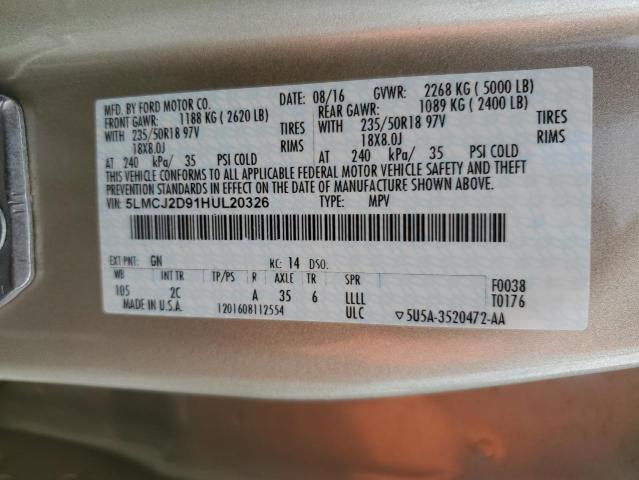 MFD. BY FORD MOTOR CO.
DATE: 08/16 GVWR: 2268 KG ( 5000 LB)
FRONT GAWR: 1188 KG ( 2620 LB) REAR GAWR: 1089 KG ( 2400 LB)
WITH 235/50R18 97V TIRES WITH 235/50R18 97V TIRES
18X8.0J RIMS 18X8.0J RIMS
AT 240 kPa/ 35 PSI COLD AT 240 kPa/ 35 PSI COLD
THIS VEHICLE CONFORMS TO ALL APPLICABLE FEDERAL MOTOR VEHICLE SAFETY AND THEFT
PREVENTION STANDARDS IN EFFECT ON THE DATE OF MANUFACTURE SHOWN ABOVE.
VIN: 5LMCJ2D91HUL20326 TYPE: MPV
EXT PNT: GN KC: 14 DSO:
WB INT TR TP/PS R AXLE TR SPR F0038
105 2C A 35 6 LLLL T0176
MADE IN U.S.A. 1201608112554 ULC ▽5U5A-3520472-AA